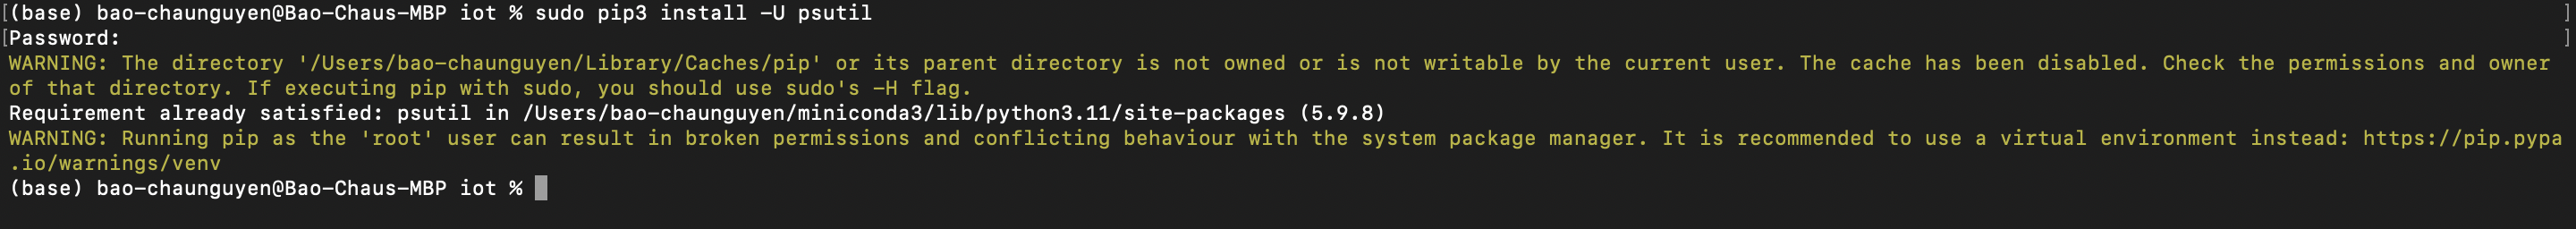 [(base) bao-chaunguyen@Bao-Chaus-MBP iot % sudo pip3 install -U psutil ]
[Password: ]
WARNING: The directory '/Users/bao-chaunguyen/Library/Caches/pip' or its parent directory is not owned or is not writable by the current user. The cache has been disabled. Check the permissions and owner
of that directory. If executing pip with sudo, you should use sudo's -H flag.
Requirement already satisfied: psutil in /Users/bao-chaunguyen/miniconda3/lib/python3.11/site-packages (5.9.8)
WARNING: Running pip as the 'root' user can result in broken permissions and conflicting behaviour with the system package manager. It is recommended to use a virtual environment instead: https://pip.pypa
.io/warnings/venv
(base) bao-chaunguyen@Bao-Chaus-MBP iot %